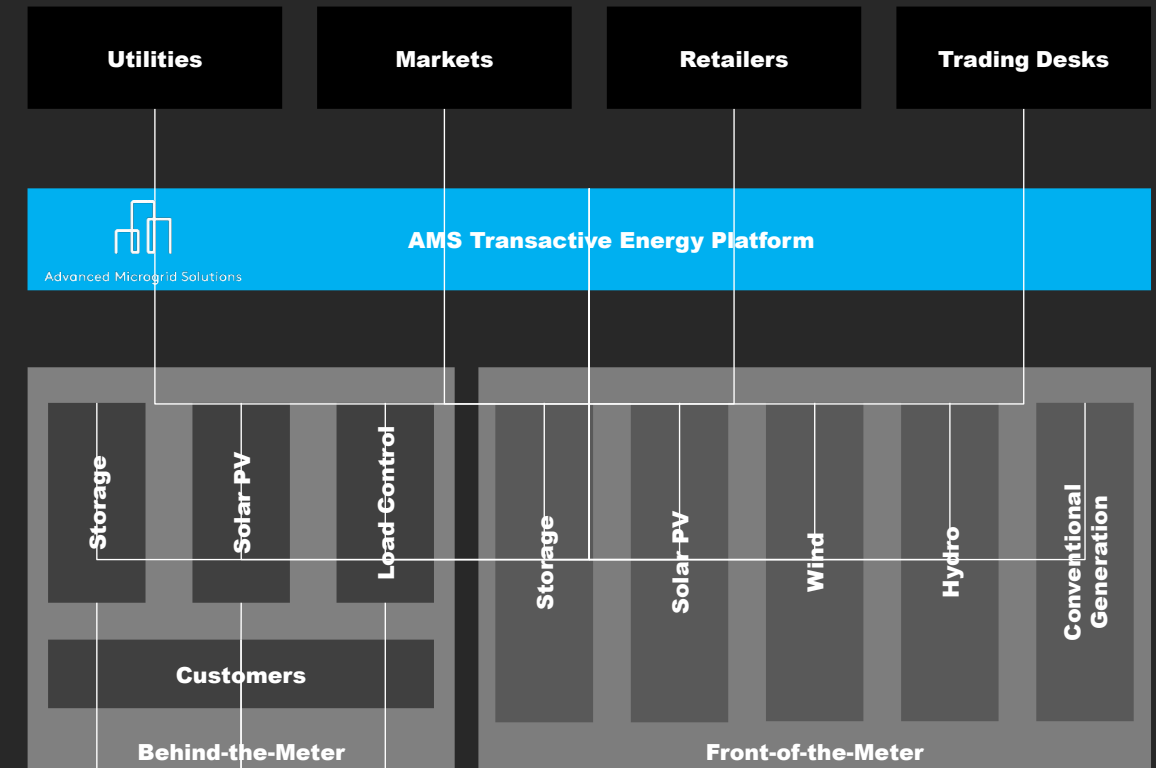 Utilities
Markets
Retailers
Trading Desks
AMS Transactive Energy Platform
Advanced Microgrid Solutions
Storage
Solar PV
Load Control
Storage
Solar PV
Wind
Hydro
Conventional
Generation
Customers
Behind-the-Meter
Front-of-the-Meter